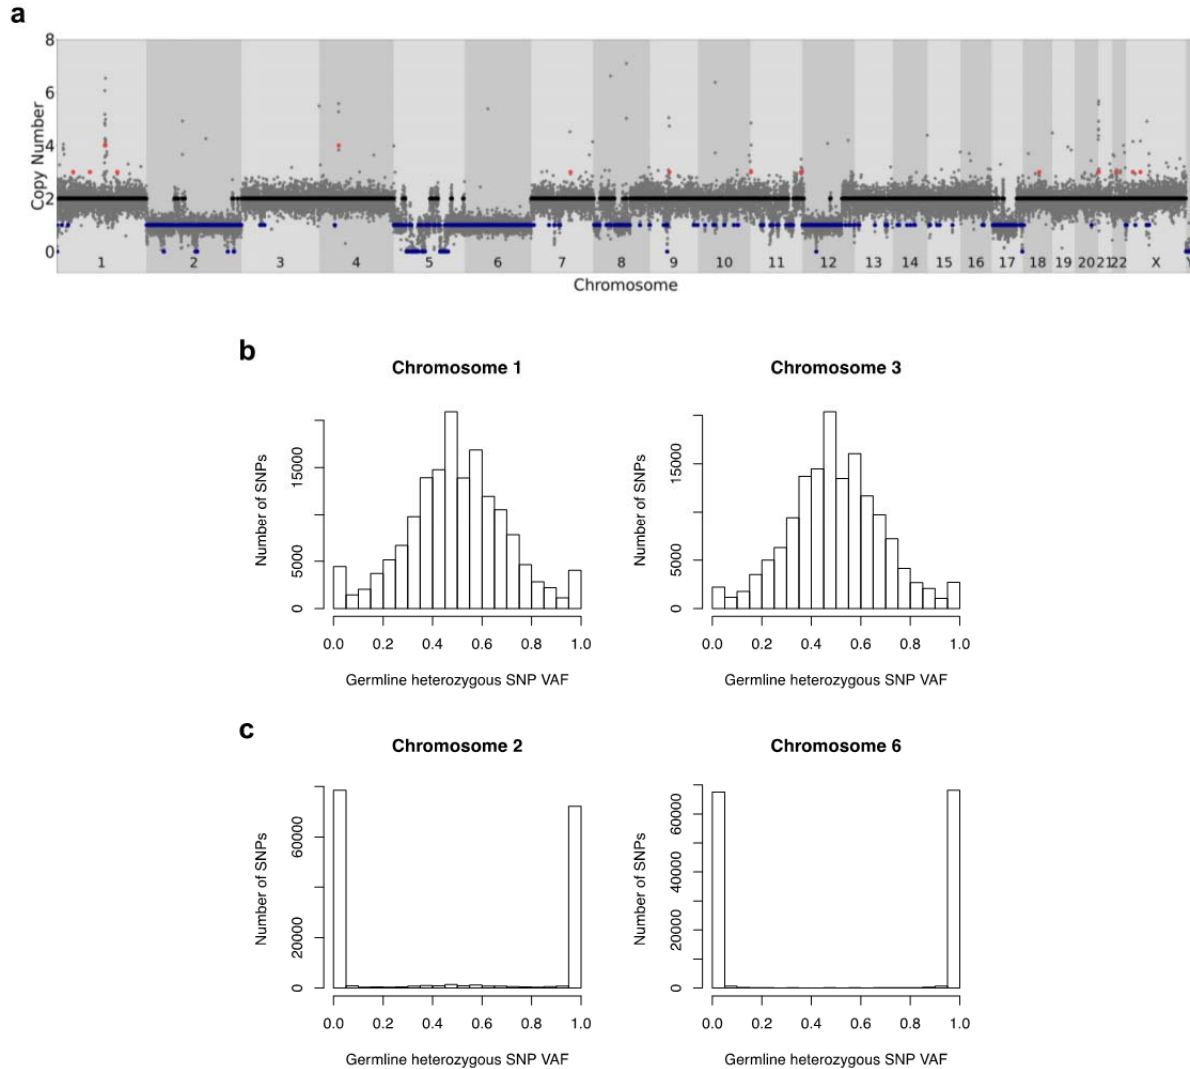 a
8
6
4
2
0
Copy Number
1 2 3 4 5 6 7 8 9 10 11 12 13 14 15 16 17 18 19 20 21 22 X Y
Chromosome
b
Chromosome 1
Number of SNPs
15000
5000
0
0.0 0.2 0.4 0.6 0.8 1.0
Germline heterozygous SNP VAF
Chromosome 3
Number of SNPs
15000
5000
0
0.0 0.2 0.4 0.6 0.8 1.0
Germline heterozygous SNP VAF
c
Chromosome 2
Number of SNPs
60000
20000
0
0.0 0.2 0.4 0.6 0.8 1.0
Germline heterozygous SNP VAF
Chromosome 6
Number of SNPs
60000
40000
20000
0
0.0 0.2 0.4 0.6 0.8 1.0
Germline heterozygous SNP VAF